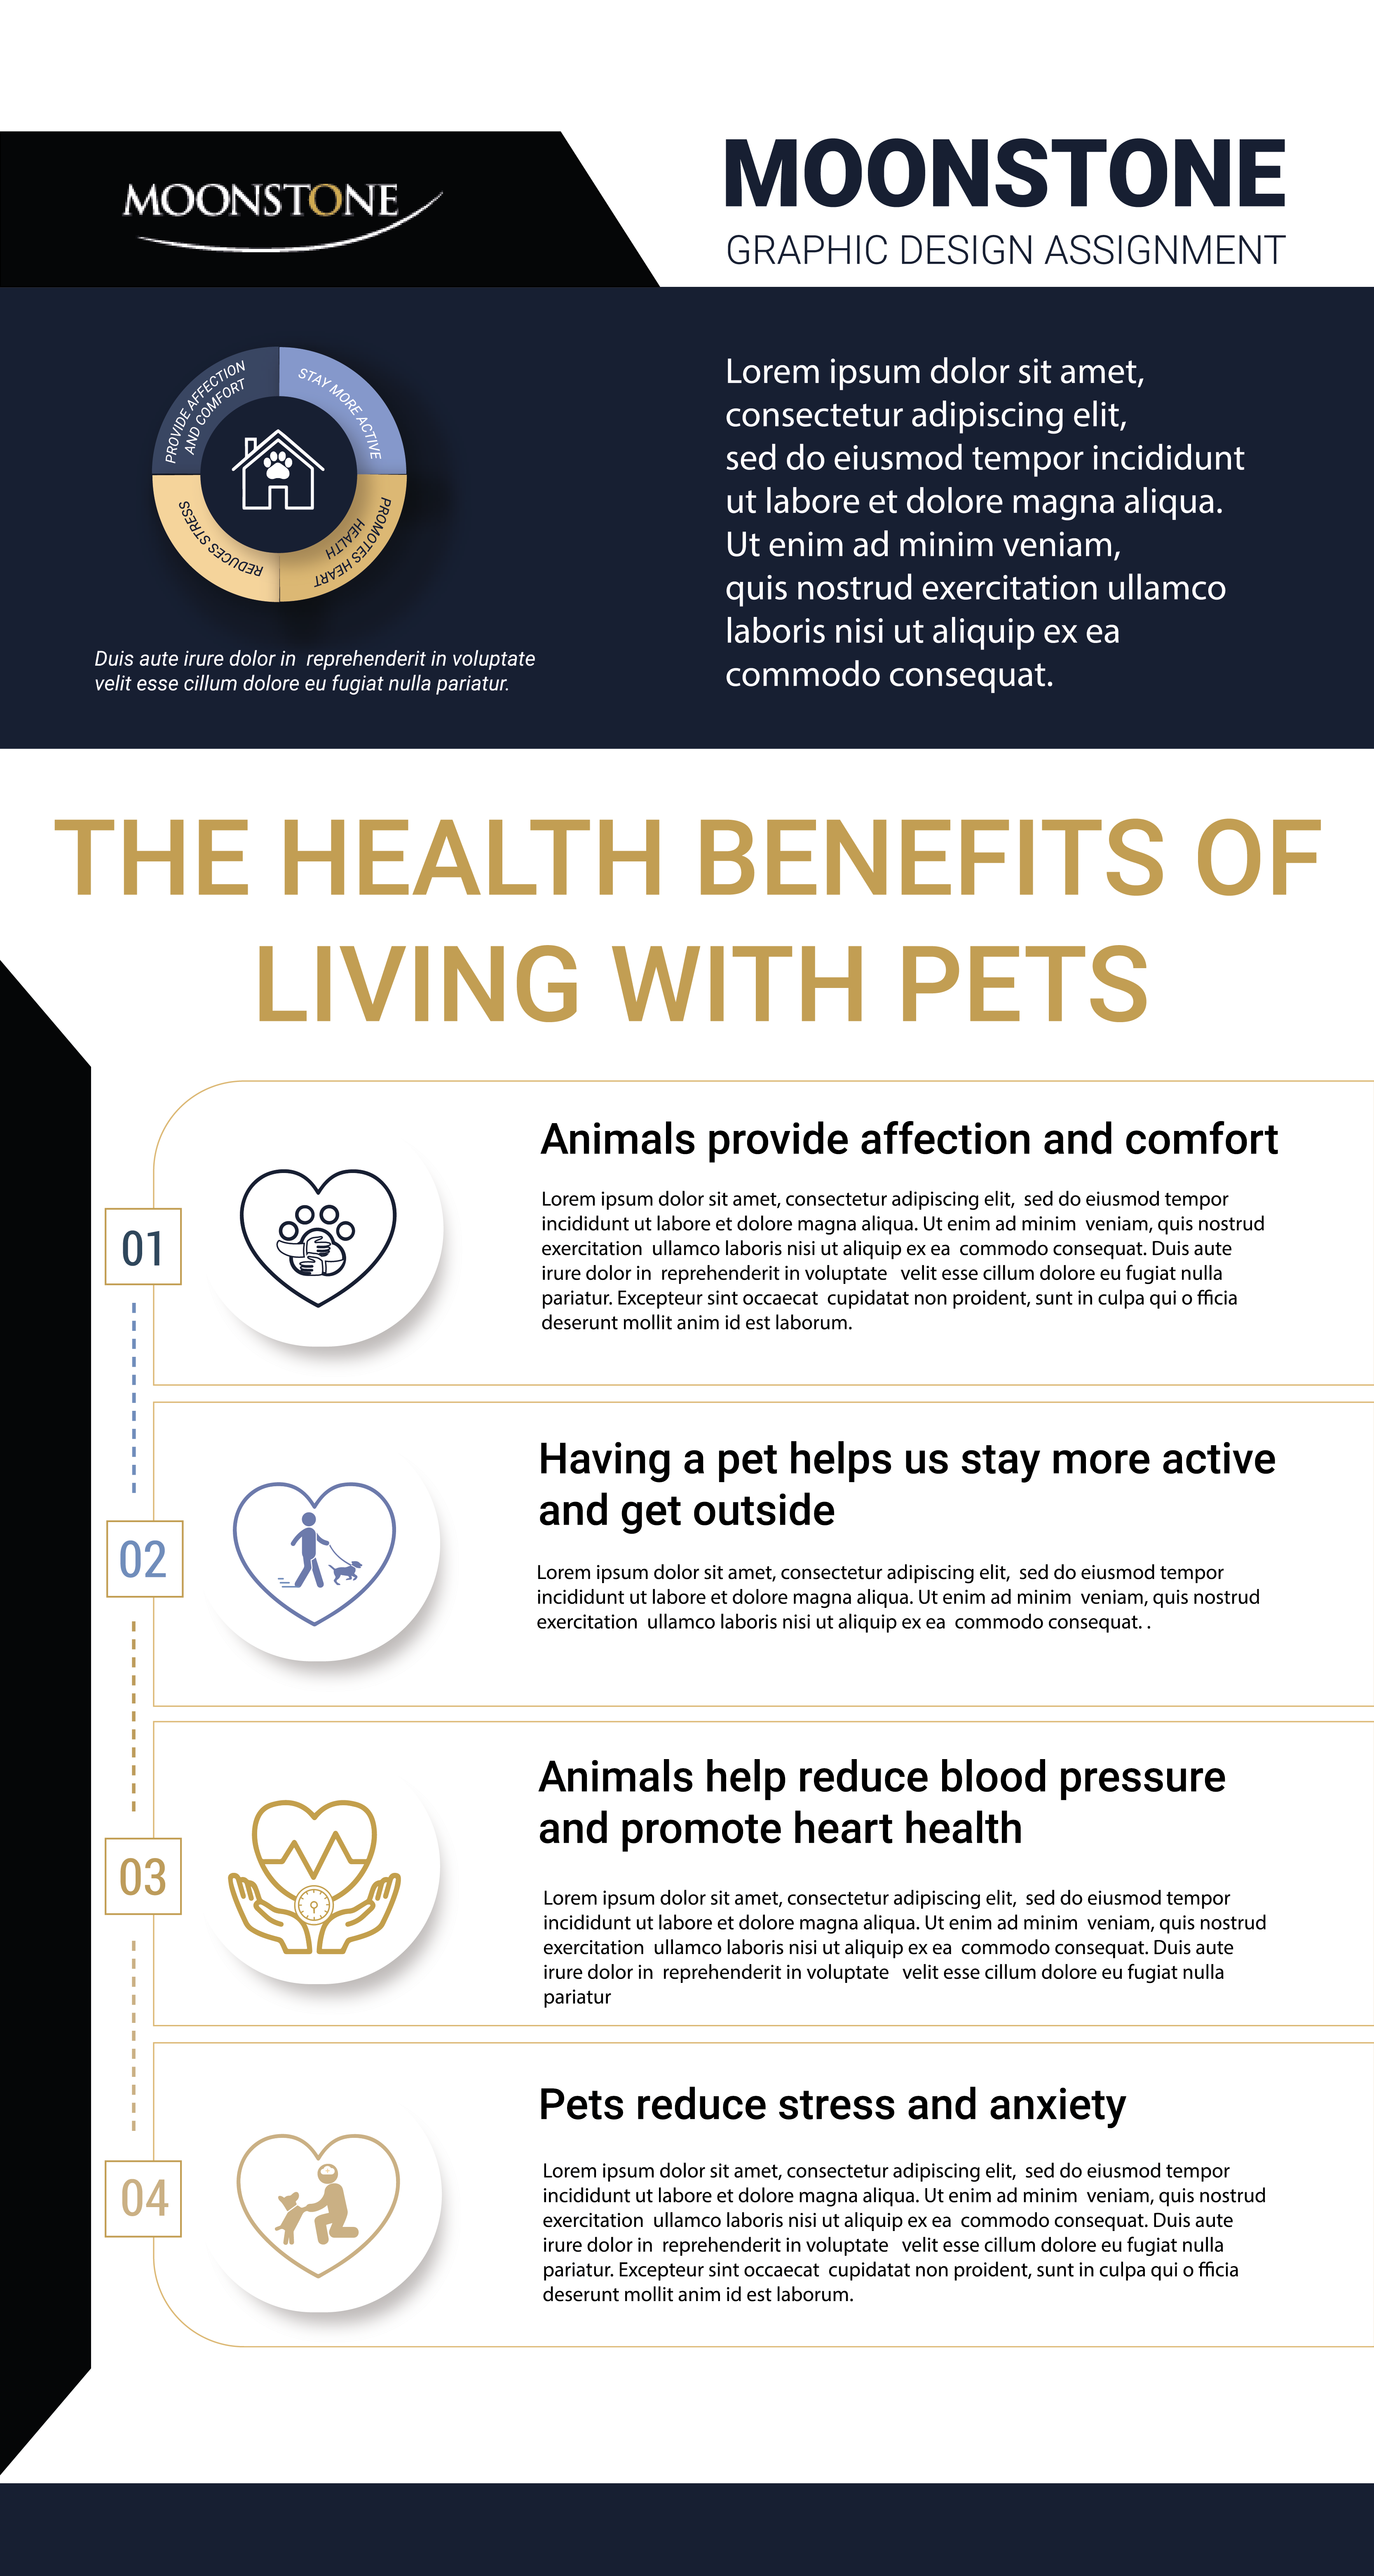 MOONSTONE
MOONSTONE
GRAPHIC DESIGN ASSIGNMENT
PROVIDE AFFECTION
AND COMFORT
STAY MORE ACTIVE
PROMOTES HEART
HEALTH
REDUCES STRESS
Duis aute irure dolor in  reprehenderit in voluptate
velit esse cillum dolore eu fugiat nulla pariatur.
Lorem ipsum dolor sit amet,
consectetur adipiscing elit,
sed do eiusmod tempor incididunt
ut labore et dolore magna aliqua.
Ut enim ad minim veniam,
quis nostrud exercitation ullamco
laboris nisi ut aliquip ex ea
commodo consequat.
THE HEALTH BENEFITS OF
LIVING WITH PETS
01
Animals provide affection and comfort
Lorem ipsum dolor sit amet, consectetur adipiscing elit,  sed do eiusmod tempor
incididunt ut labore et dolore magna aliqua. Ut enim ad minim  veniam, quis nostrud
exercitation  ullamco laboris nisi ut aliquip ex ea  commodo consequat. Duis aute
irure dolor in  reprehenderit in voluptate   velit esse cillum dolore eu fugiat nulla
pariatur. Excepteur sint occaecat  cupidatat non proident, sunt in culpa qui o fficia
deserunt mollit anim id est laborum.
02
Having a pet helps us stay more active
and get outside
Lorem ipsum dolor sit amet, consectetur adipiscing elit,  sed do eiusmod tempor
incididunt ut labore et dolore magna aliqua. Ut enim ad minim  veniam, quis nostrud
exercitation  ullamco laboris nisi ut aliquip ex ea  commodo consequat. .
03
Animals help reduce blood pressure
and promote heart health
Lorem ipsum dolor sit amet, consectetur adipiscing elit,  sed do eiusmod tempor
incididunt ut labore et dolore magna aliqua. Ut enim ad minim  veniam, quis nostrud
exercitation  ullamco laboris nisi ut aliquip ex ea  commodo consequat. Duis aute
irure dolor in  reprehenderit in voluptate   velit esse cillum dolore eu fugiat nulla
pariatur
04
Pets reduce stress and anxiety
Lorem ipsum dolor sit amet, consectetur adipiscing elit,  sed do eiusmod tempor
incididunt ut labore et dolore magna aliqua. Ut enim ad minim  veniam, quis nostrud
exercitation  ullamco laboris nisi ut aliquip ex ea  commodo consequat. Duis aute
irure dolor in  reprehenderit in voluptate   velit esse cillum dolore eu fugiat nulla
pariatur. Excepteur sint occaecat  cupidatat non proident, sunt in culpa qui o fficia
deserunt mollit anim id est laborum.